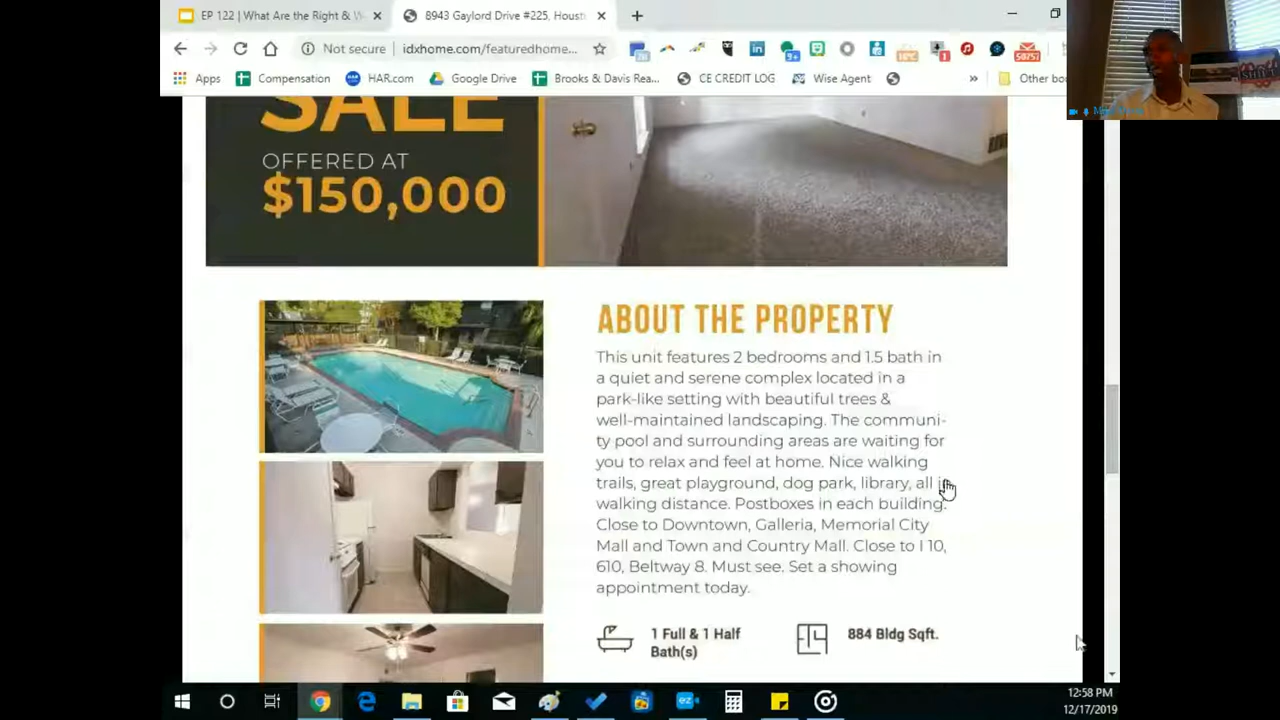 EP 122 | What Are the Right & W
8943 Gaylord Drive #225, Houst
Not secure | idxhome.com/featuredhome...
Apps
Compensation
HAR.com
Google Drive
Brooks & Davis Rea...
CE CREDIT LOG
Wise Agent
»
Other bo
SALE
OFFERED AT
$150,000
ABOUT THE PROPERTY
This unit features 2 bedrooms and 1.5 bath in
a quiet and serene complex located in a
park-like setting with beautiful trees &
well-maintained landscaping. The communi-
ty pool and surrounding areas are waiting for
you to relax and feel at home. Nice walking
trails, great playground, dog park, library, all
walking distance. Postboxes in each building.
Close to Downtown, Galleria, Memorial City
Mall and Town and Country Mall. Close to I 10,
610, Beltway 8. Must see. Set a showing
appointment today.
1 Full & 1 Half
Bath(s)
884 Bldg Sqft.
12:58 PM
12/17/2019